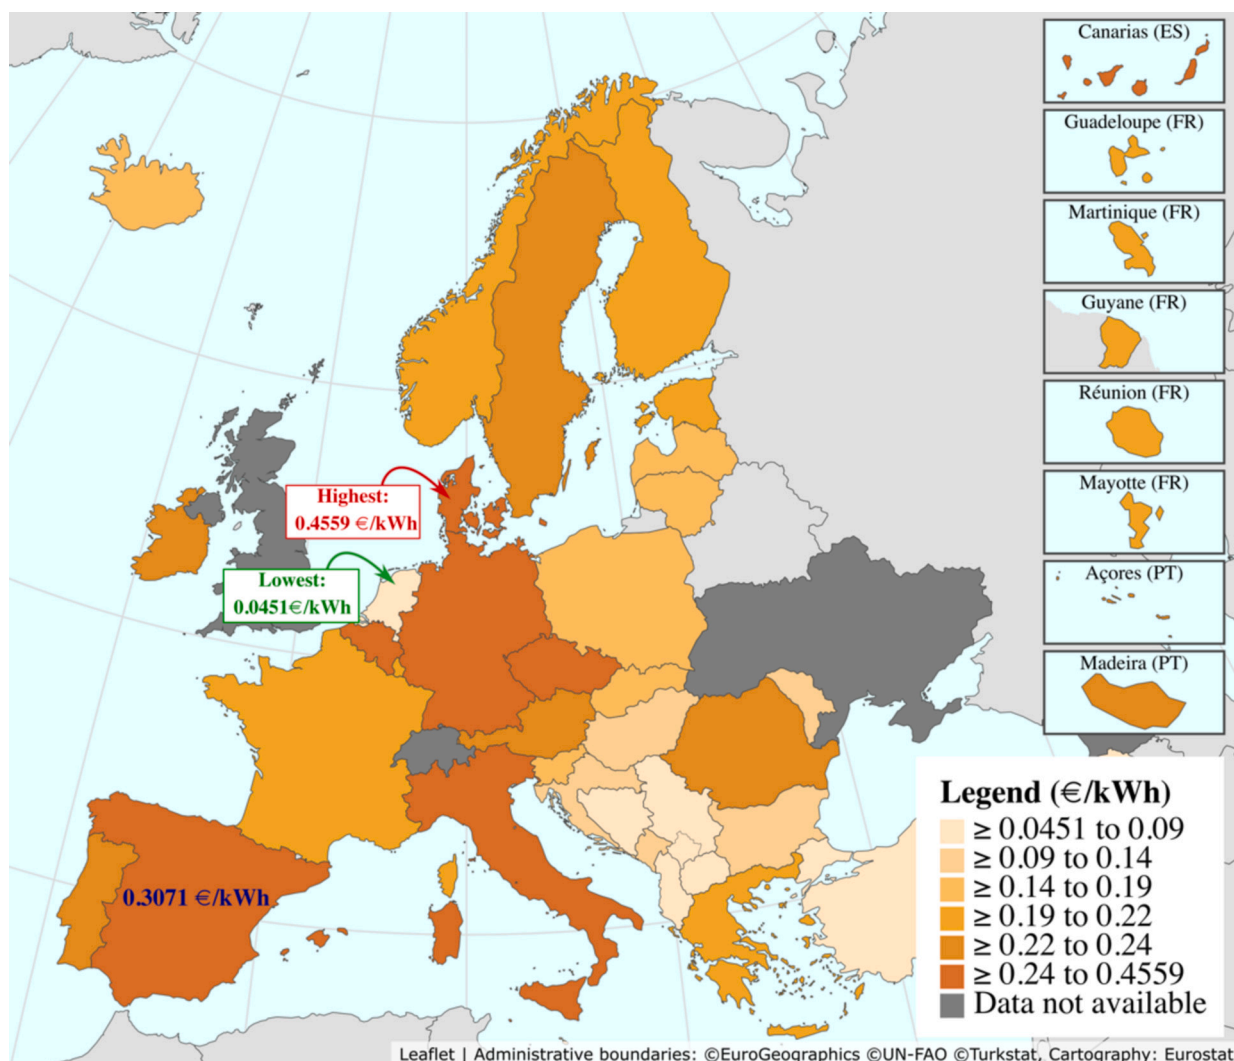 Canarias (ES)
Guadeloupe (FR)
Martinique (FR)
Guyane (FR)
Réunion (FR)
Mayotte (FR)
Açores (PT)
Madeira (PT)
Highest:
0.4559 €/kWh
Lowest:
0.0451€/kWh
0.3071 €/kWh
Legend (€/kWh)
≥ 0.0451 to 0.09
≥ 0.09 to 0.14
≥ 0.14 to 0.19
≥ 0.19 to 0.22
≥ 0.22 to 0.24
≥ 0.24 to 0.4559
Data not available
Leaflet | Administrative boundaries: ©EuroGeographics ©UN-FAO ©Turkstat, Cartography: Eurostat